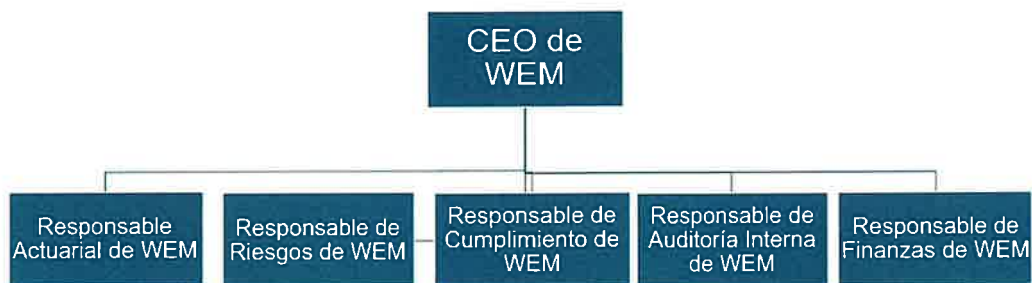 CEO de
WEM
Responsable
Actuarial de WEM
Responsable de
Riesgos de WEM
Responsable de
Cumplimiento de
WEM
Responsable de
Auditoría Interna
de WEM
Responsable de
Finanzas de WEM